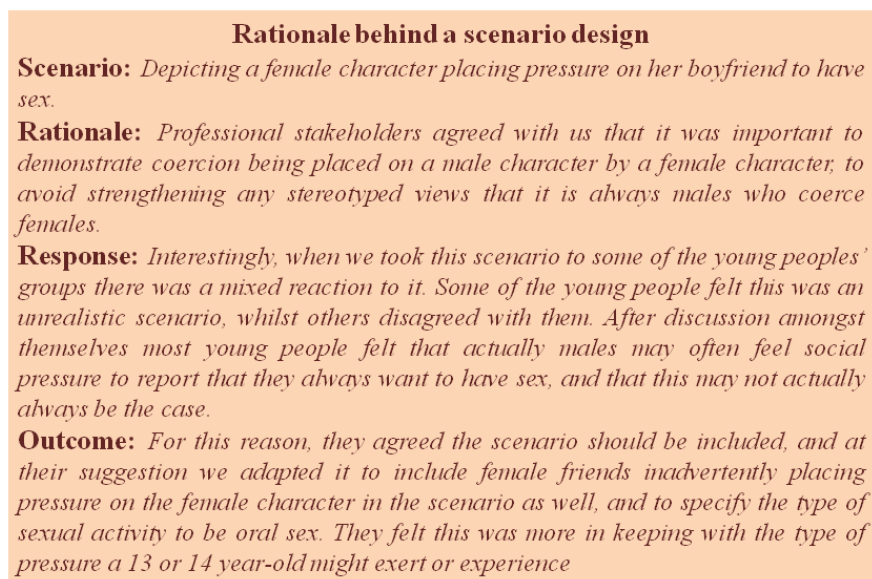 Rationale behind a scenario design
Scenario: Depicting a female character placing pressure on her boyfriend to have
sex.
Rationale: Professional stakeholders agreed with us that it was important to
demonstrate coercion being placed on a male character by a female character, to
avoid strengthening any stereotyped views that it is always males who coerce
females.
Response: Interestingly, when we took this scenario to some of the young peoples’
groups there was a mixed reaction to it. Some of the young people felt this was an
unrealistic scenario, whilst others disagreed with them. After discussion amongst
themselves most young people felt that actually males may often feel social
pressure to report that they always want to have sex, and that this may not actually
always be the case.
Outcome: For this reason, they agreed the scenario should be included, and at
their suggestion we adapted it to include female friends inadvertently placing
pressure on the female character in the scenario as well, and to specify the type of
sexual activity to be oral sex. They felt this was more in keeping with the type of
pressure a 13 or 14 year-old might exert or experience